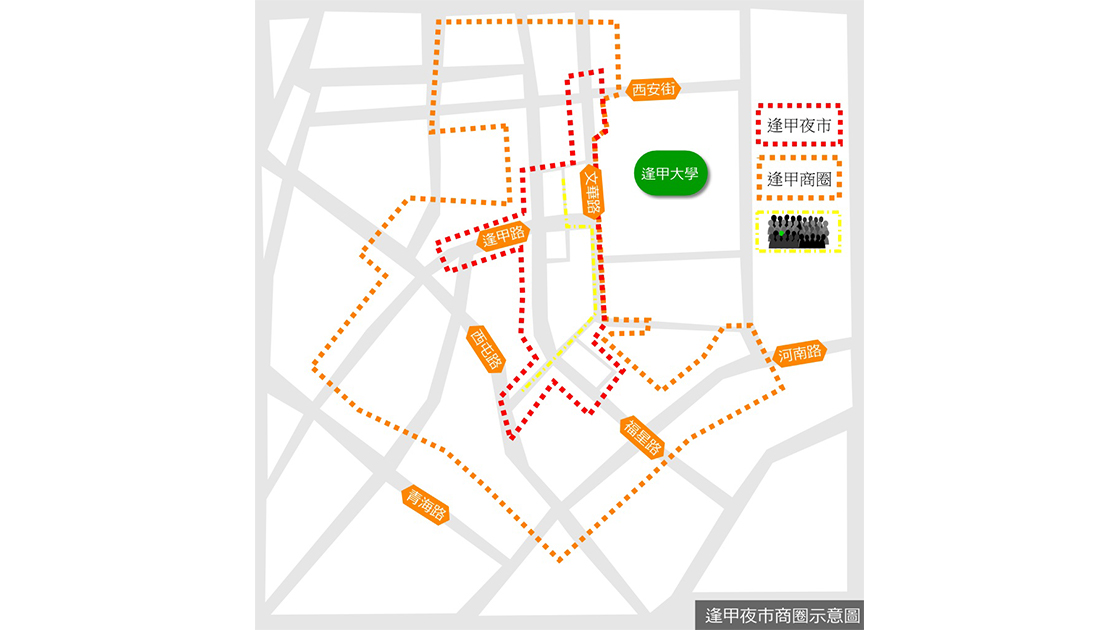 西安街
逢甲夜市
逢甲大學
逢甲商圈
文華路
逢甲路
西屯路
河南路
福星路
青海路
逢甲夜市商圈示意圖